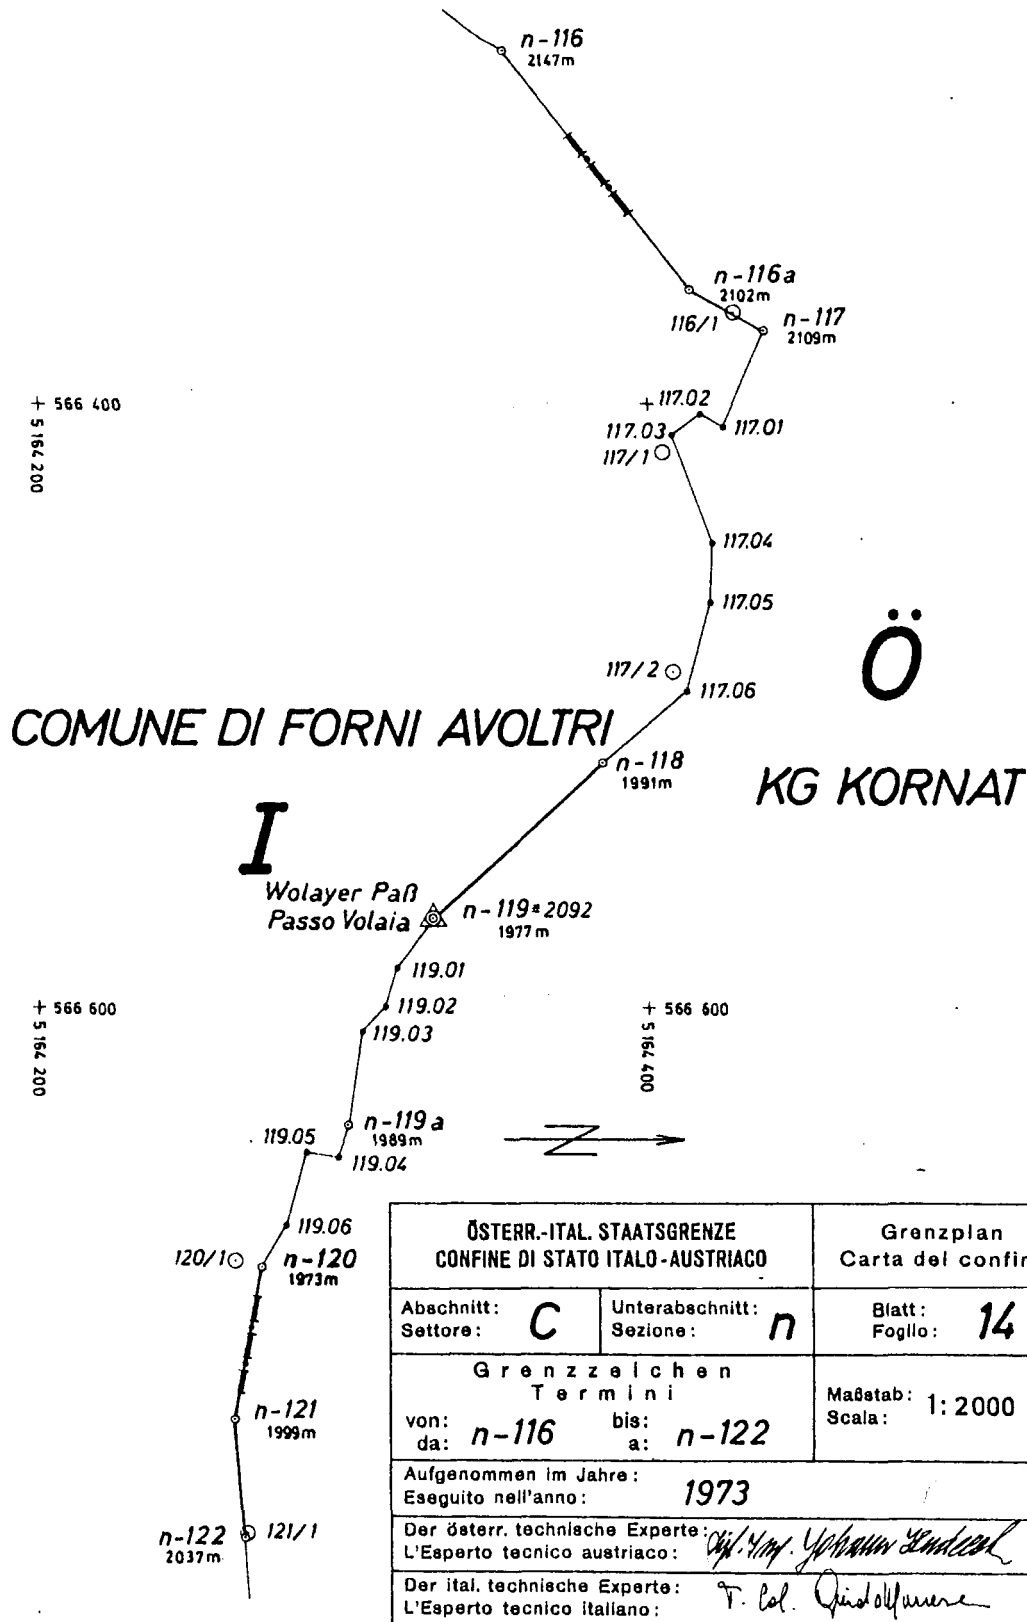 n-116
2147m
n-116a
2102m
116/1
n-117
2109m
566 400
5 164 200
117.02
117.03
117.01
117/1
117.04
117.05
Ö
117/2
117.06
COMUNE DI FORNI AVOLTRI
n-118
1991m
KG KORNAT
I
Wolayer Paß
Passo Volaia
n-119 2092
1977m
119.01
119.02
119.03
566 600
5 164 200
566 600
5 164 400
n-119a
1989m
119.05
119.04
N
119.06
120/1
n-120
1973m
n-121
1999m
n-122
2037m
121/1
ÖSTERR.-ITAL. STAATSGRENZE
CONFINE DI STATO ITALO-AUSTRIACO
Grenzplan
Carta del confin
Abschnitt:
Settore: C
Unterabschnitt:
Sezione: n
Blatt:
Foglio: 14
Grenzzeichen
Termini
von:
da: n-116
bis:
a: n-122
Maßstab:
Scala: 1:2000
Aufgenommen im Jahre:
Eseguito nell'anno: 1973
Der österr. technische Experte:
L'Esperto tecnico austriaco:
Der ital. technische Experte:
L'Esperto tecnico italiano: T. Col.